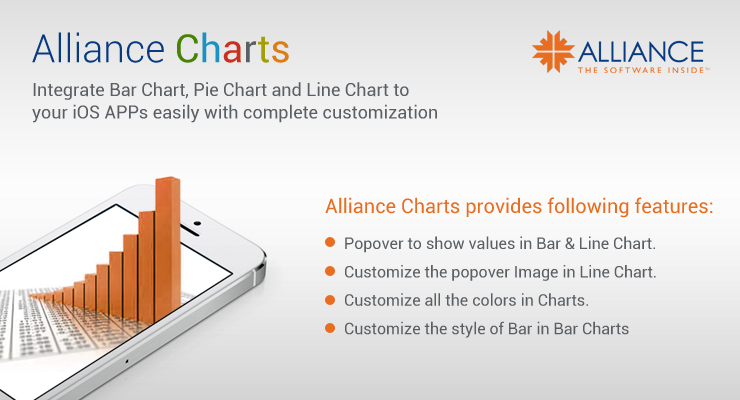 Alliance Charts
Integrate Bar Chart, Pie Chart and Line Chart to
your iOS APPs easily with complete customization
ALLIANCE
THE SOFTWARE INSIDE™
Alliance Charts provides following features:
Popover to show values in Bar & Line Chart.
Customize the popover Image in Line Chart.
Customize all the colors in Charts.
Customize the style of Bar in Bar Charts